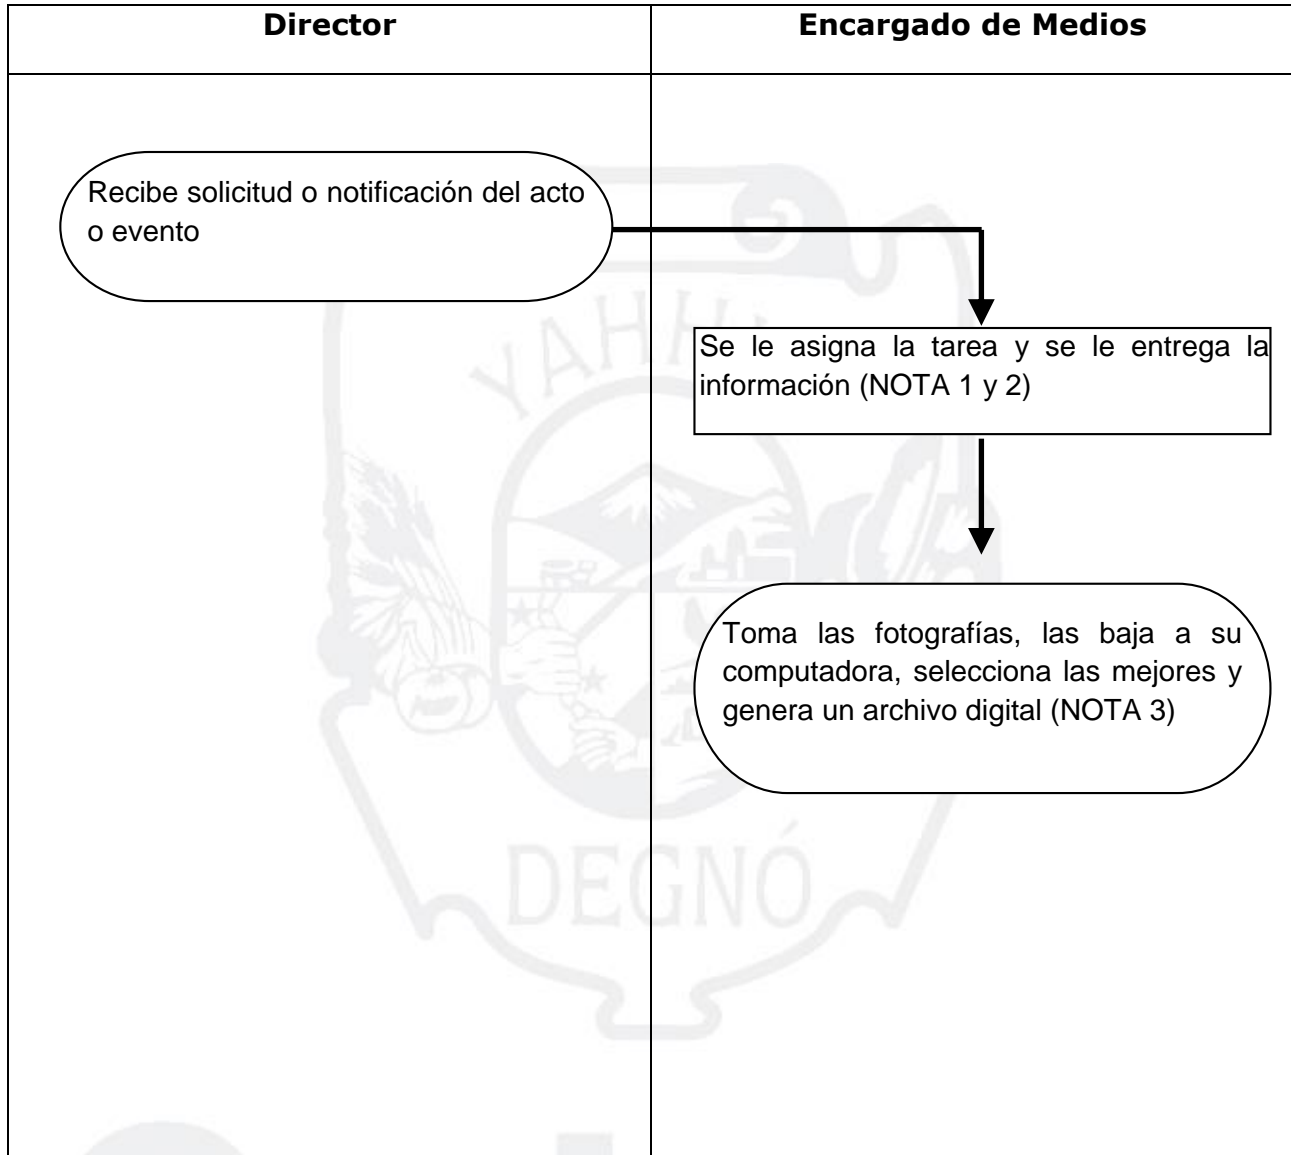 Director
Encargado de Medios
Recibe solicitud o notificación del acto
o evento
Se le asigna la tarea y se le entrega la
información (NOTA 1 y 2)
Toma las fotografías, las baja a su
computadora, selecciona las mejores y
genera un archivo digital (NOTA 3)
DEGNÓ